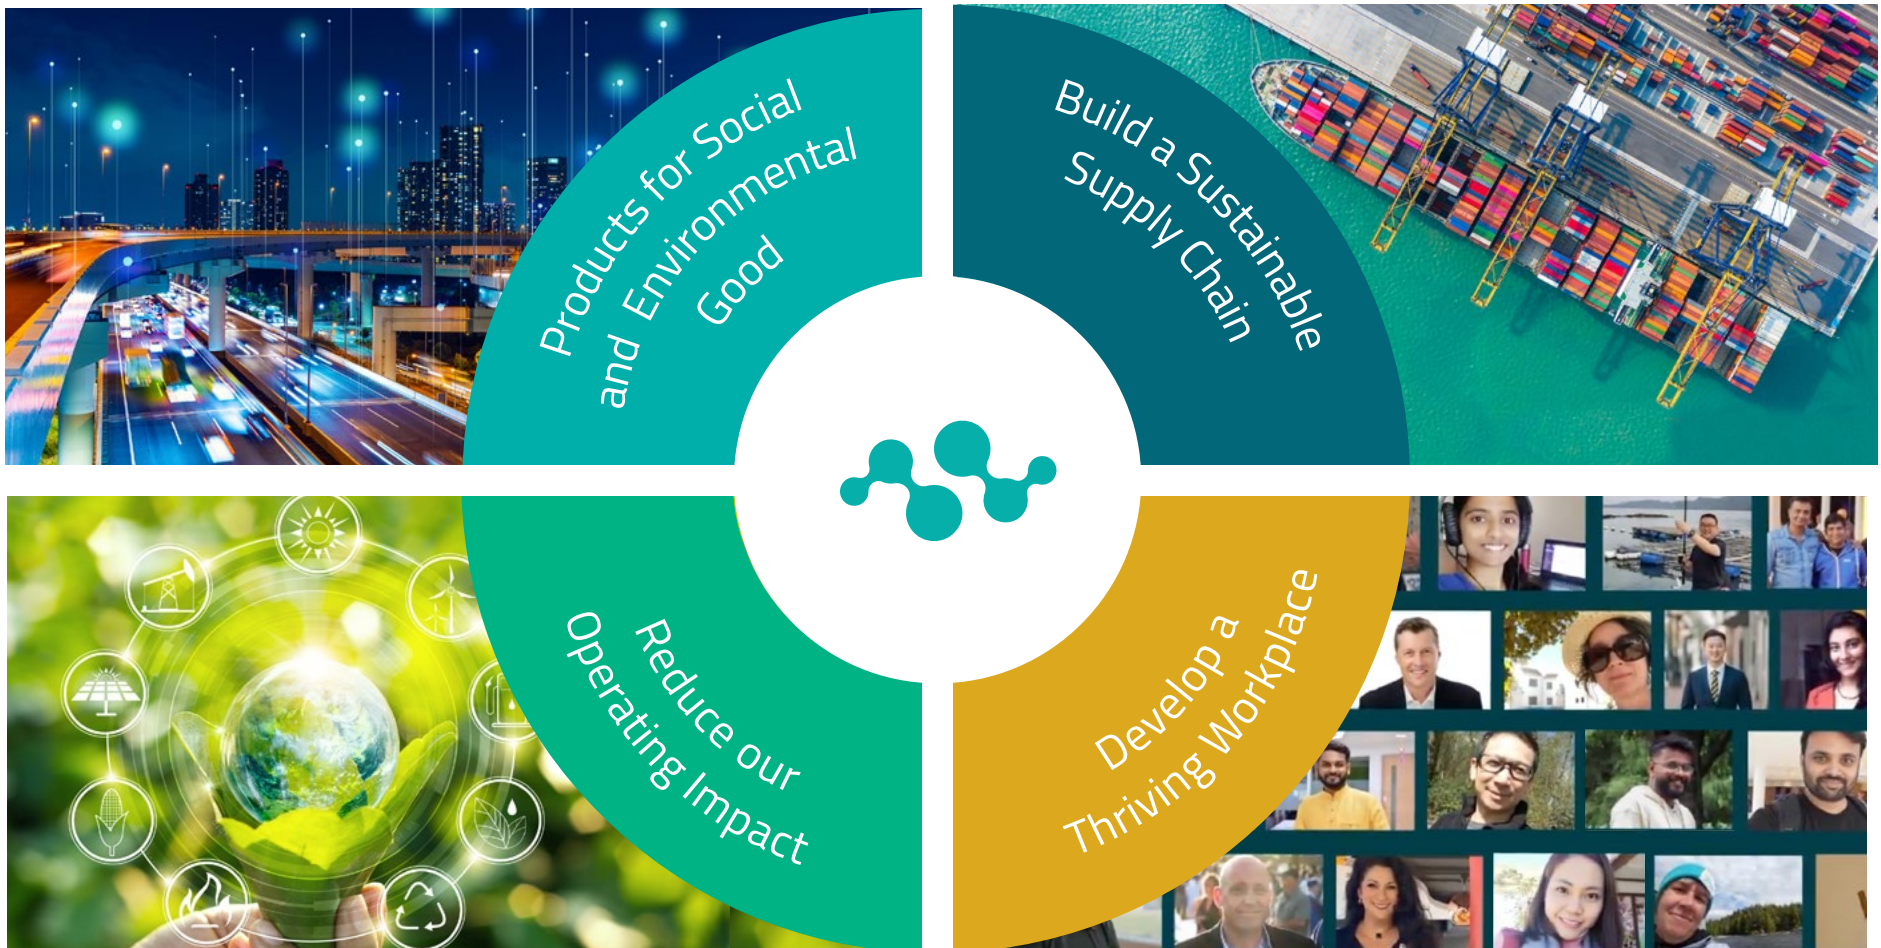 Products for Social
and Environmental
Good
Build a Sustainable
Supply Chain
Reduce our
Operating Impact
Develop a
Thriving Workplace